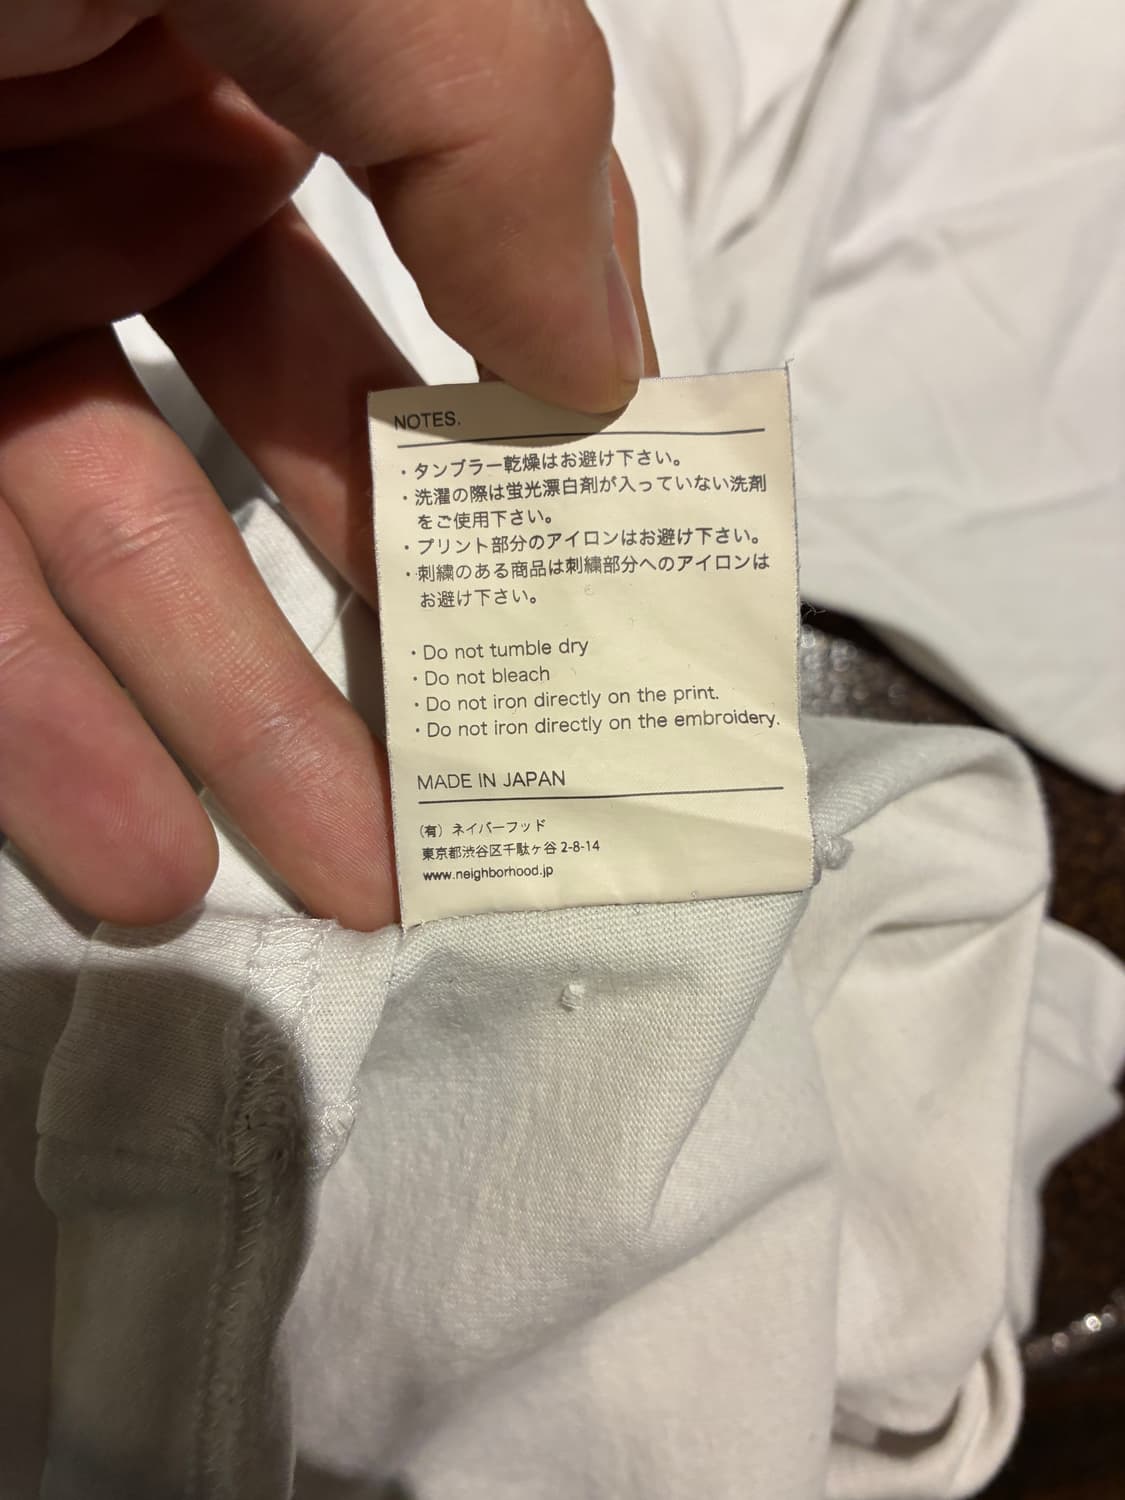 NOTES.
・タンブラー乾燥はお避け下さい。
・洗濯の際は蛍光漂白剤が入っていない洗剤
をご使用下さい。
・プリント部分のアイロンはお避け下さい。
・刺繍のある商品は刺繍部分へのアイロンは
お避け下さい。
・Do not tumble dry
・Do not bleach
・Do not iron directly on the print.
・Do not iron directly on the embroidery.
MADE IN JAPAN
（有）ネイバーフッド
東京都渋谷区千駄ヶ谷 2-8-14
www.neighborhood.jp